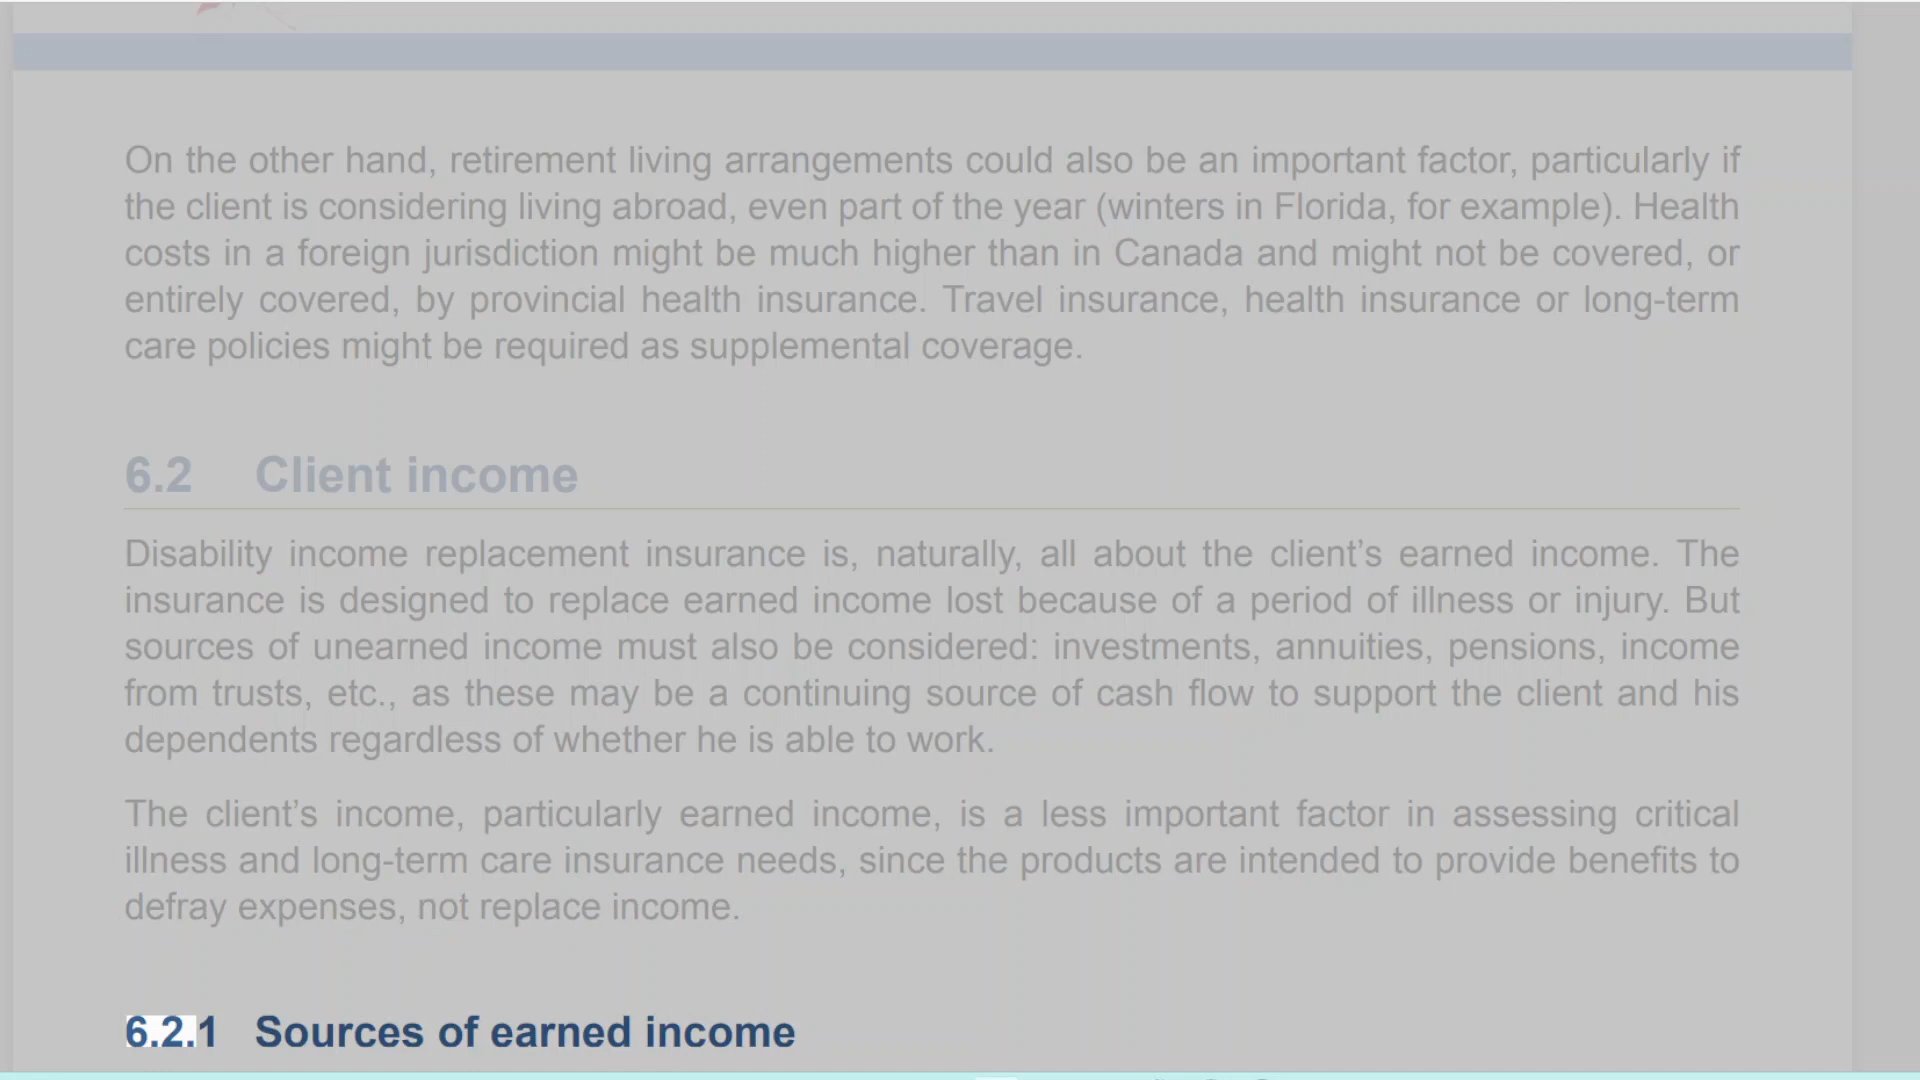 On the other hand, retirement living arrangements could also be an important factor, particularly if
the client is considering living abroad, even part of the year (winters in Florida, for example). Health
costs in a foreign jurisdiction might be much higher than in Canada and might not be covered, or
entirely covered, by provincial health insurance. Travel insurance, health insurance or long-term
care policies might be required as supplemental coverage.
6.2 Client income
Disability income replacement insurance is, naturally, all about the client’s earned income. The
insurance is designed to replace earned income lost because of a period of illness or injury. But
sources of unearned income must also be considered: investments, annuities, pensions, income
from trusts, etc., as these may be a continuing source of cash flow to support the client and his
dependents regardless of whether he is able to work.
The client’s income, particularly earned income, is a less important factor in assessing critical
illness and long-term care insurance needs, since the products are intended to provide benefits to
defray expenses, not replace income.
6.2.1 Sources of earned income